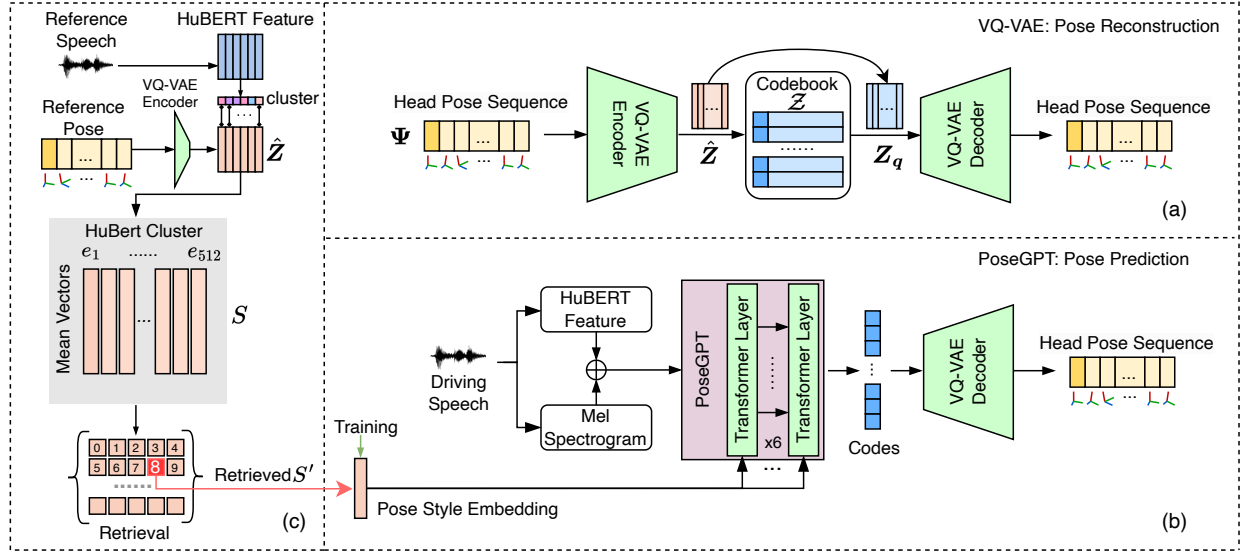 Reference
Speech
HuBERT Feature
VQ-VAE
Encoder
cluster
...
Reference
Pose
...
...
Ẑ
HuBert Cluster
e₁ ...... e₅₁₂
Mean Vectors
...
S
0 1 2 3 4
5 6 7 8 9
......
Retrieval
Retrieved S′
(c)
VQ-VAE: Pose Reconstruction
Head Pose Sequence
Ψ
...
...
VQ-VAE
Encoder
...
Ẑ
Codebook
𝒵
......
...
Z_q
VQ-VAE
Decoder
Head Pose Sequence
...
...
(a)
PoseGPT: Pose Prediction
Driving
Speech
HuBERT
Feature
Mel
Spectrogram
PoseGPT
Transformer Layer
......
Transformer Layer
x6
...
...
Codes
VQ-VAE
Decoder
Head Pose Sequence
...
...
Training
Pose Style Embedding
(b)